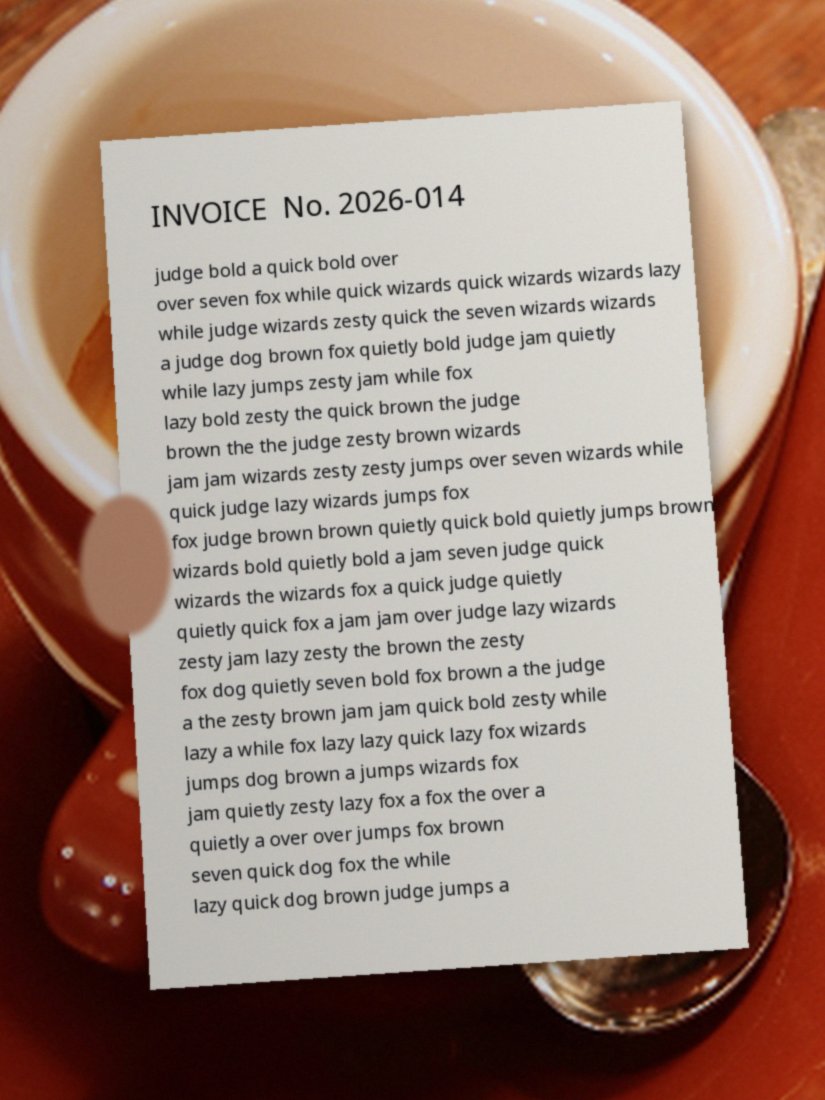 INVOICE  No. 2026-014
judge bold a quick bold over
over seven fox while quick wizards quick wizards wizards lazy
while judge wizards zesty quick the seven wizards wizards
a judge dog brown fox quietly bold judge jam quietly
while lazy jumps zesty jam while fox
lazy bold zesty the quick brown the judge
brown the the judge zesty brown wizards
jam jam wizards zesty zesty jumps over seven wizards while
quick judge lazy wizards jumps fox
fox judge brown brown quietly quick bold quietly jumps brown
wizards bold quietly bold a jam seven judge quick
wizards the wizards fox a quick judge quietly
quietly quick fox a jam jam over judge lazy wizards
zesty jam lazy zesty the brown the zesty
fox dog quietly seven bold fox brown a the judge
a the zesty brown jam jam quick bold zesty while
lazy a while fox lazy lazy quick lazy fox wizards
jumps dog brown a jumps wizards fox
jam quietly zesty lazy fox a fox the over a
quietly a over over jumps fox brown
seven quick dog fox the while
lazy quick dog brown judge jumps a